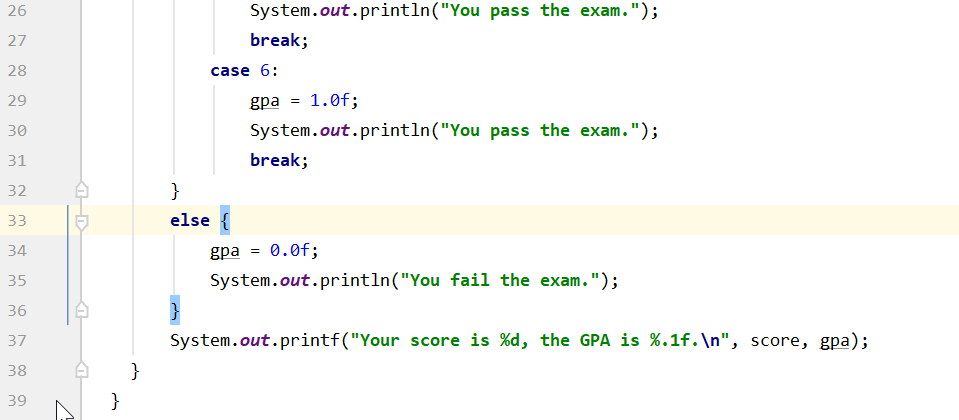 26 System.out.println("You pass the exam.");
27 break;
28 case 6:
29 gpa = 1.0f;
30 System.out.println("You pass the exam.");
31 break;
32 }
33 else {
34 gpa = 0.0f;
35 System.out.println("You fail the exam.");
36 }
37 System.out.printf("Your score is %d, the GPA is %.1f.\n", score, gpa);
38 }
39 }